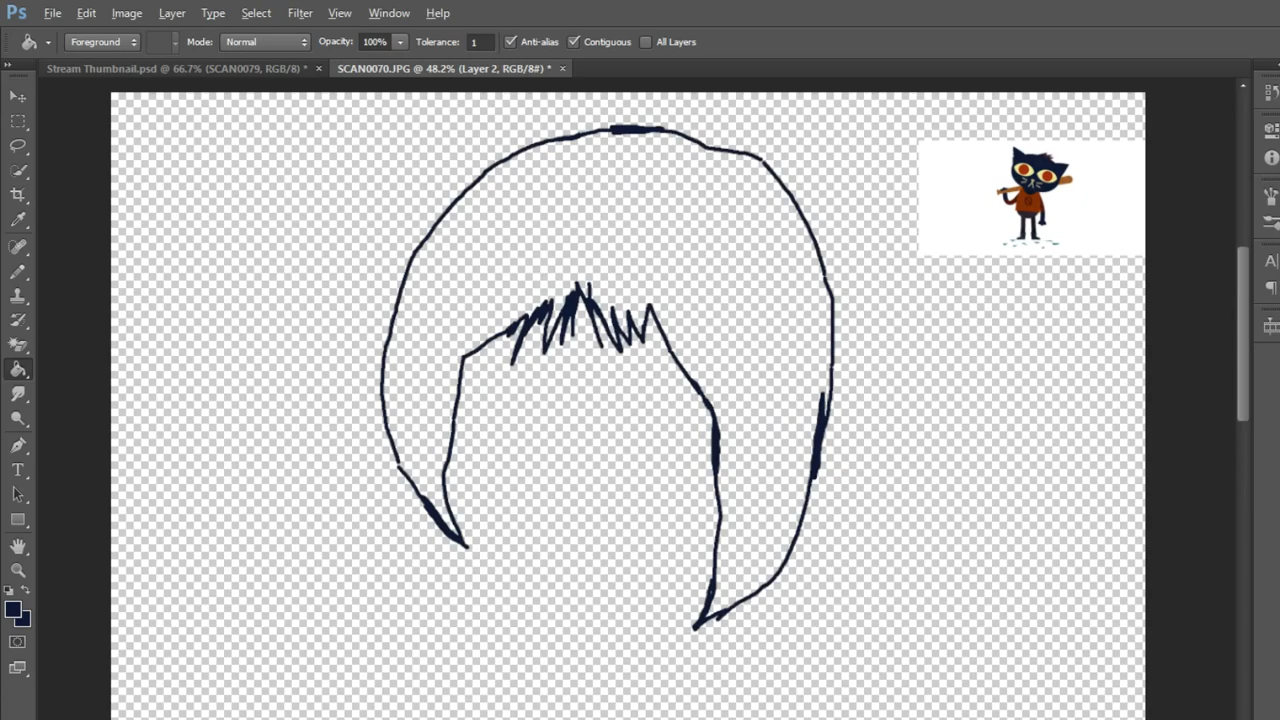 Ps File Edit Image Layer Type Select Filter View Window Help
Foreground Mode: Normal Opacity: 100% Tolerance: 1 Anti-alias Contiguous All Layers
Stream Thumbnail.psd @ 66.7% (SCAN0079, RGB/8) * × SCAN0070.JPG @ 48.2% (Layer 2, RGB/8#) * ×